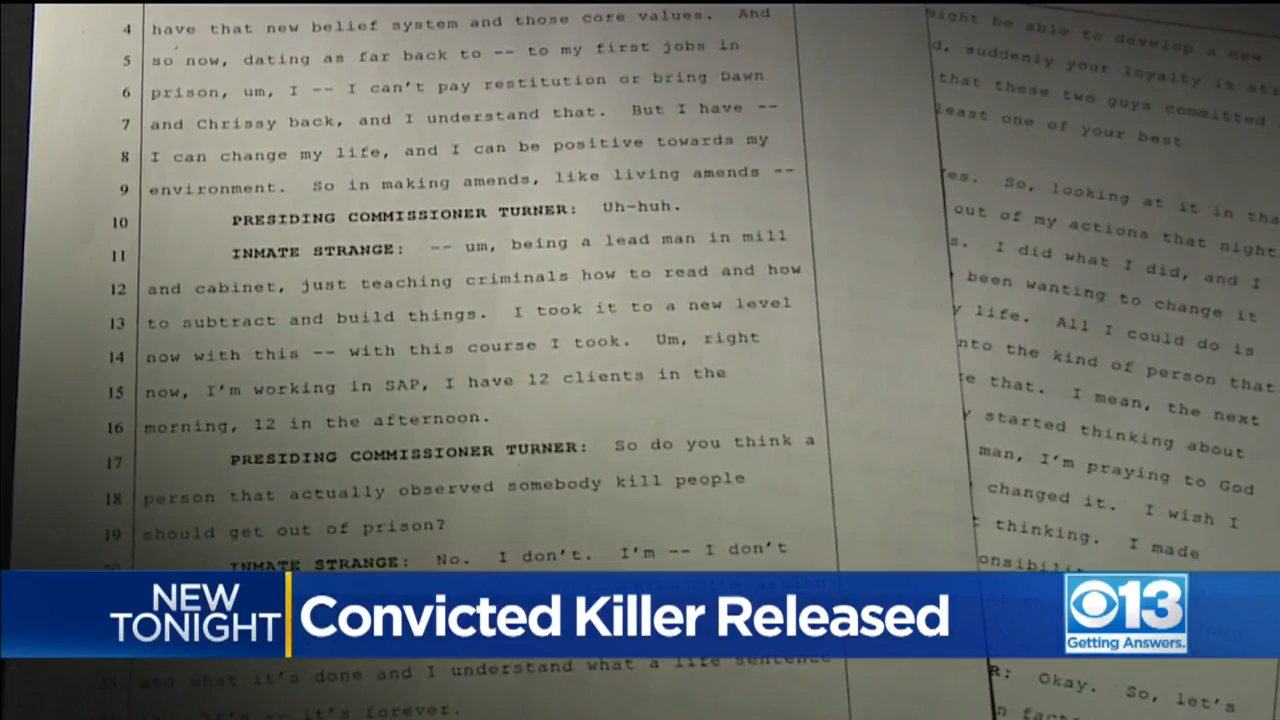 4 have that new belief system and those core values. And
5 so now, dating as far back to -- to my first jobs in
6 prison, um, I -- I can't pay restitution or bring Dawn
7 and Chrissy back, and I understand that. But I have --
8 I can change my life, and I can be positive towards my
9 environment. So in making amends, like living amends --
10 PRESIDING COMMISSIONER TURNER: Uh-huh.
11 INMATE STRANGE: -- um, being a lead man in mill
12 and cabinet, just teaching criminals how to read and how
13 to subtract and build things. I took it to a new level
14 now with this -- with this course I took. Um, right
15 now, I'm working in SAP, I have 12 clients in the
16 morning, 12 in the afternoon.
17 PRESIDING COMMISSIONER TURNER: So do you think a
18 person that actually observed somebody kill people
19 should get out of prison?
INMATE STRANGE: No. I don't. I'm -- I don't
and what it's done and I understand what a life sentence
-- it's forever.
might be able to develop a new
d, suddenly your loyalty is sti
that these two guys committed
least one of your best
So, looking at it in tha
out of my actions that night
s. I did what I did, and I
been wanting to change it
life. All I could do is
nto the kind of person that
e that. I mean, the next
started thinking about
man, I'm praying to God
changed it. I wish I
thinking. I made
onsibili
R: Okay. So, let's
NEW
TONIGHT
Convicted Killer Released
CBS 13
Getting Answers.